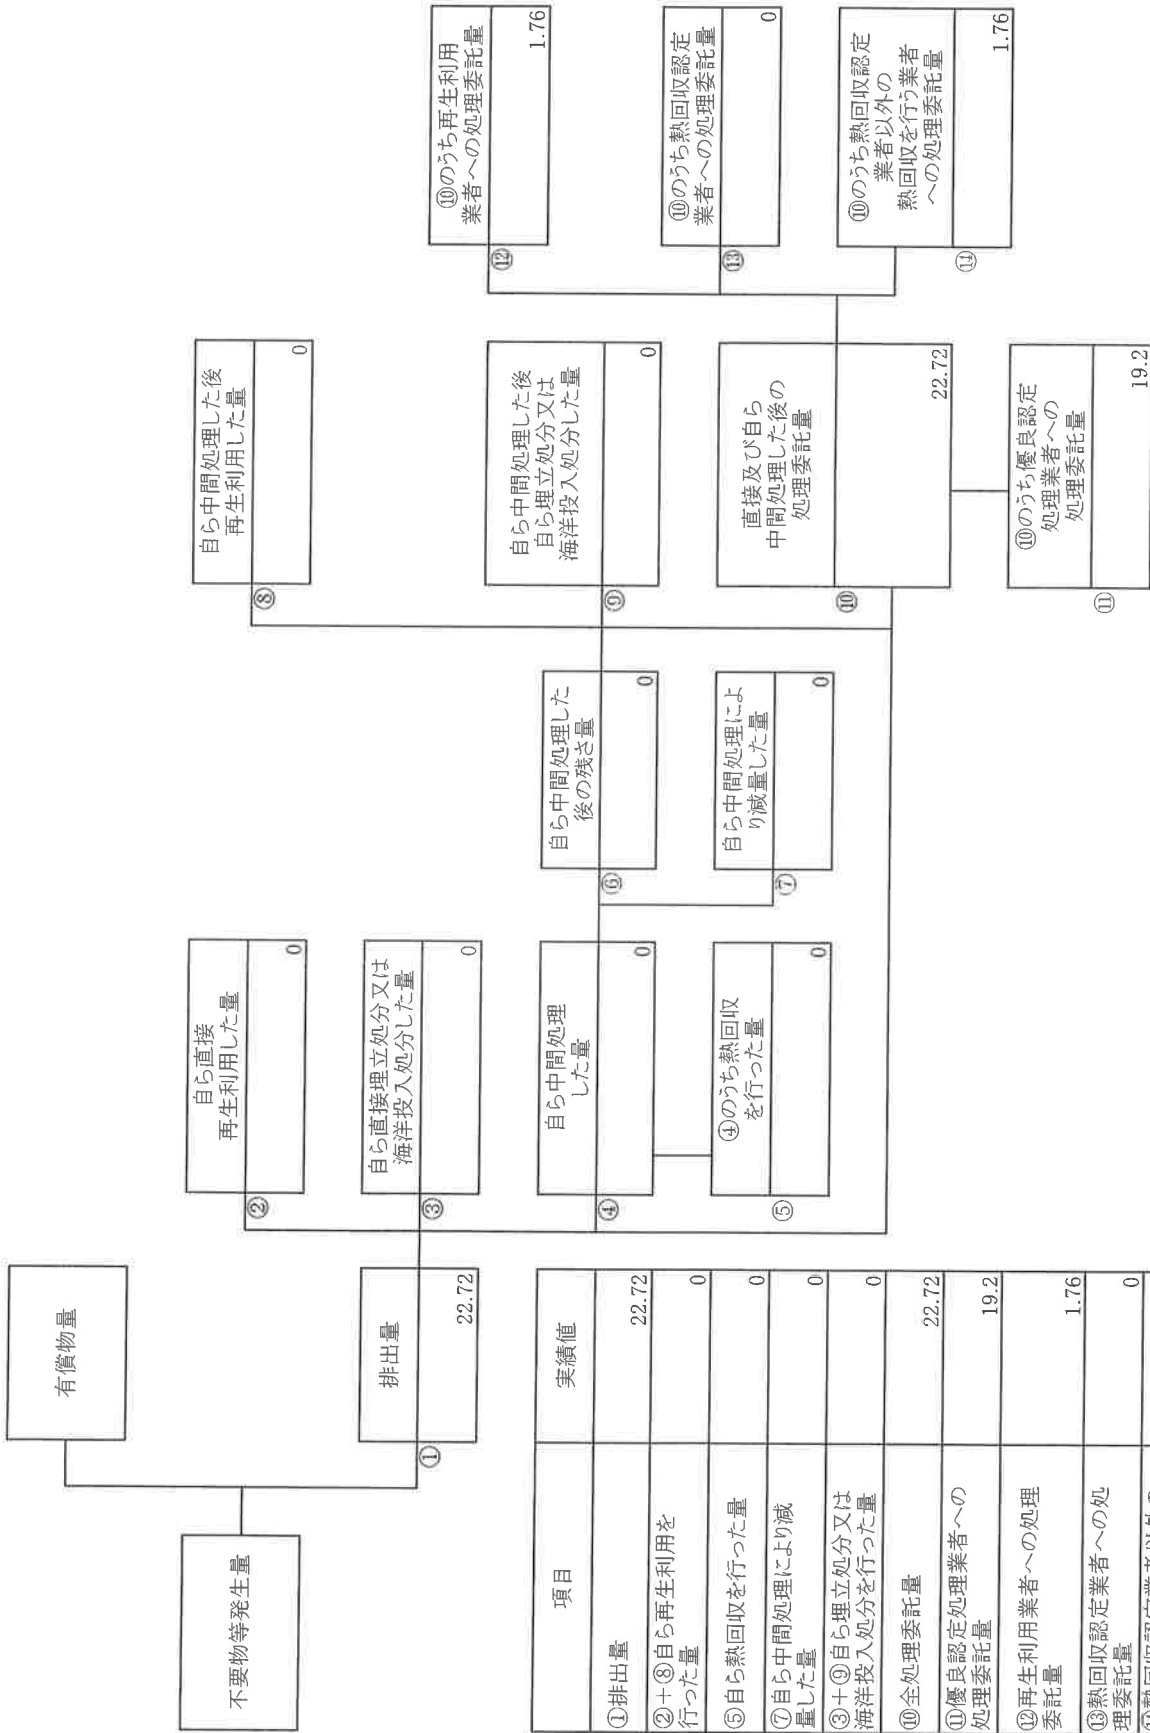 不要物等発生量
有償物量
①
排出量
22.72
②
自ら直接
再生利用した量
0
③
自ら直接埋立処分又は
海洋投入処分した量
0
④
自ら中間処理
した量
0
⑤
④のうち熱回収
を行った量
0
⑥
自ら中間処理した
後の残さ量
0
⑦
自ら中間処理によ
り減量した量
0
⑧
自ら中間処理した後
再生利用した量
0
⑨
自ら中間処理した後
自ら埋立処分又は
海洋投入処分した量
0
⑩
直接及び自ら
中間処理した後の
処理委託量
22.72
⑪
⑩のうち優良認定
処理業者への
処理委託量
19.2
⑫
⑩のうち再生利用
業者への処理委託量
1.76
⑬
⑩のうち熱回収認定
業者への処理委託量
0
⑭
⑩のうち熱回収認定
業者以外の
熱回収を行う業者
への処理委託量
1.76
項目 実績値
①排出量 22.72
②+⑧自ら再生利用を
行った量 0
⑤自ら熱回収を行った量 0
⑦自ら中間処理により減
量した量 0
③+⑨自ら埋立処分又は
海洋投入処分を行った量 0
⑩全処理委託量 22.72
⑪優良認定処理業者への
処理委託量 19.2
⑫再生利用業者への処理
委託量 1.76
⑬熱回収認定業者への処
理委託量 0